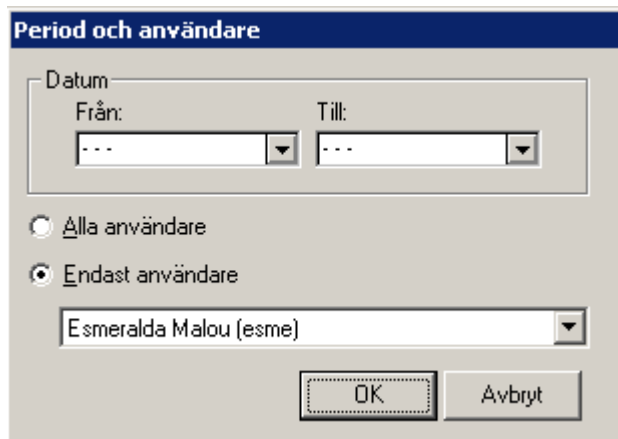 Period och användare
Datum
Från: Till:
- - - - - -
Alla användare
Endast användare
Esmeralda Malou (esme)
OK Avbryt